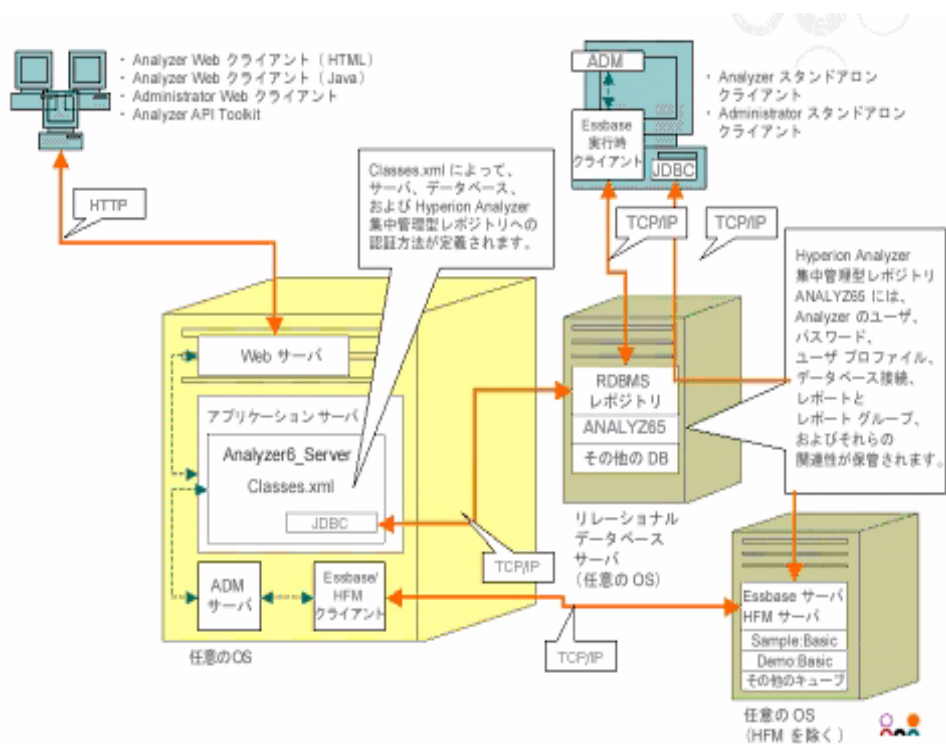 ・ Analyzer Web クライアント ( HTML)
・ Analyzer Web クライアント ( Java)
・ Administrator Web クライアント
・ Analyzer API Toolkit
ADM
Essbase
実行時
クライアント
JDBC
・ Analyzer スタンドアロン
クライアント
・ Administrator スタンドアロン
クライアント
HTTP
Classes.xml によって、
サーバ、データベース、
および Hyperion Analyzer
集中管理型レポジトリへの
認証方法が定義されます。
TCP/IP
TCP/IP
Hyperion Analyzer
集中管理型レポジトリ
ANALYZ65 には、
Analyzer のユーザ、
パスワード、
ユーザ プロファイル、
データベース接続、
レポートと
レポート グループ、
およびそれらの
関連性が保管されます。
Web サーバ
アプリケーション サーバ
Analyzer6_Server
Classes.xml
JDBC
ADM
サーバ
Essbase/
HFM
クライアント
任意のOS
RDBMS
レポジトリ
ANALYZ65
その他の DB
リレーショナル
データベース
サーバ
(任意の OS)
TCP/IP
TCP/IP
Essbase サーバ
HFM サーバ
Sample:Basic
Demo:Basic
その他のキューブ
任意の OS
(HFM を除く )